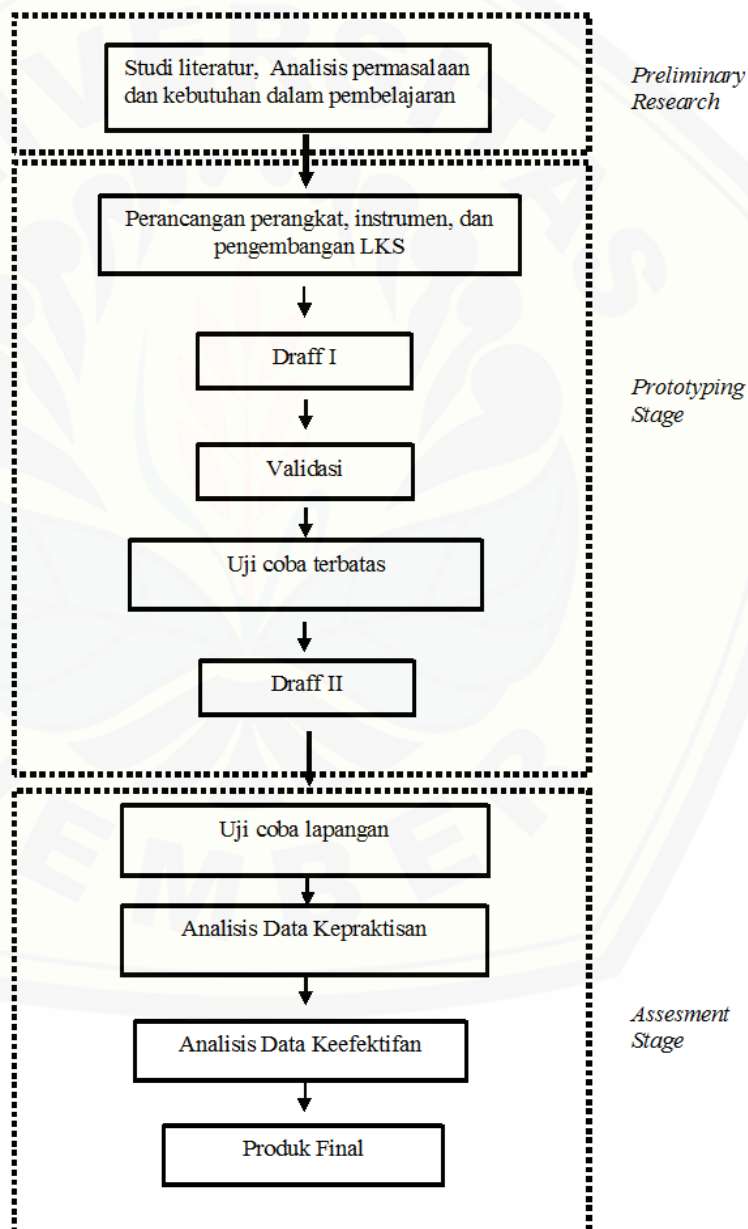 Studi literatur, Analisis permasalaan
dan kebutuhan dalam pembelajaran
Preliminary
Research
Perancangan perangkat, instrumen, dan
pengembangan LKS
Draff I
Prototyping
Stage
Validasi
Uji coba terbatas
Draff II
Uji coba lapangan
Analisis Data Kepraktisan
Analisis Data Keefektifan
Assesment
Stage
Produk Final